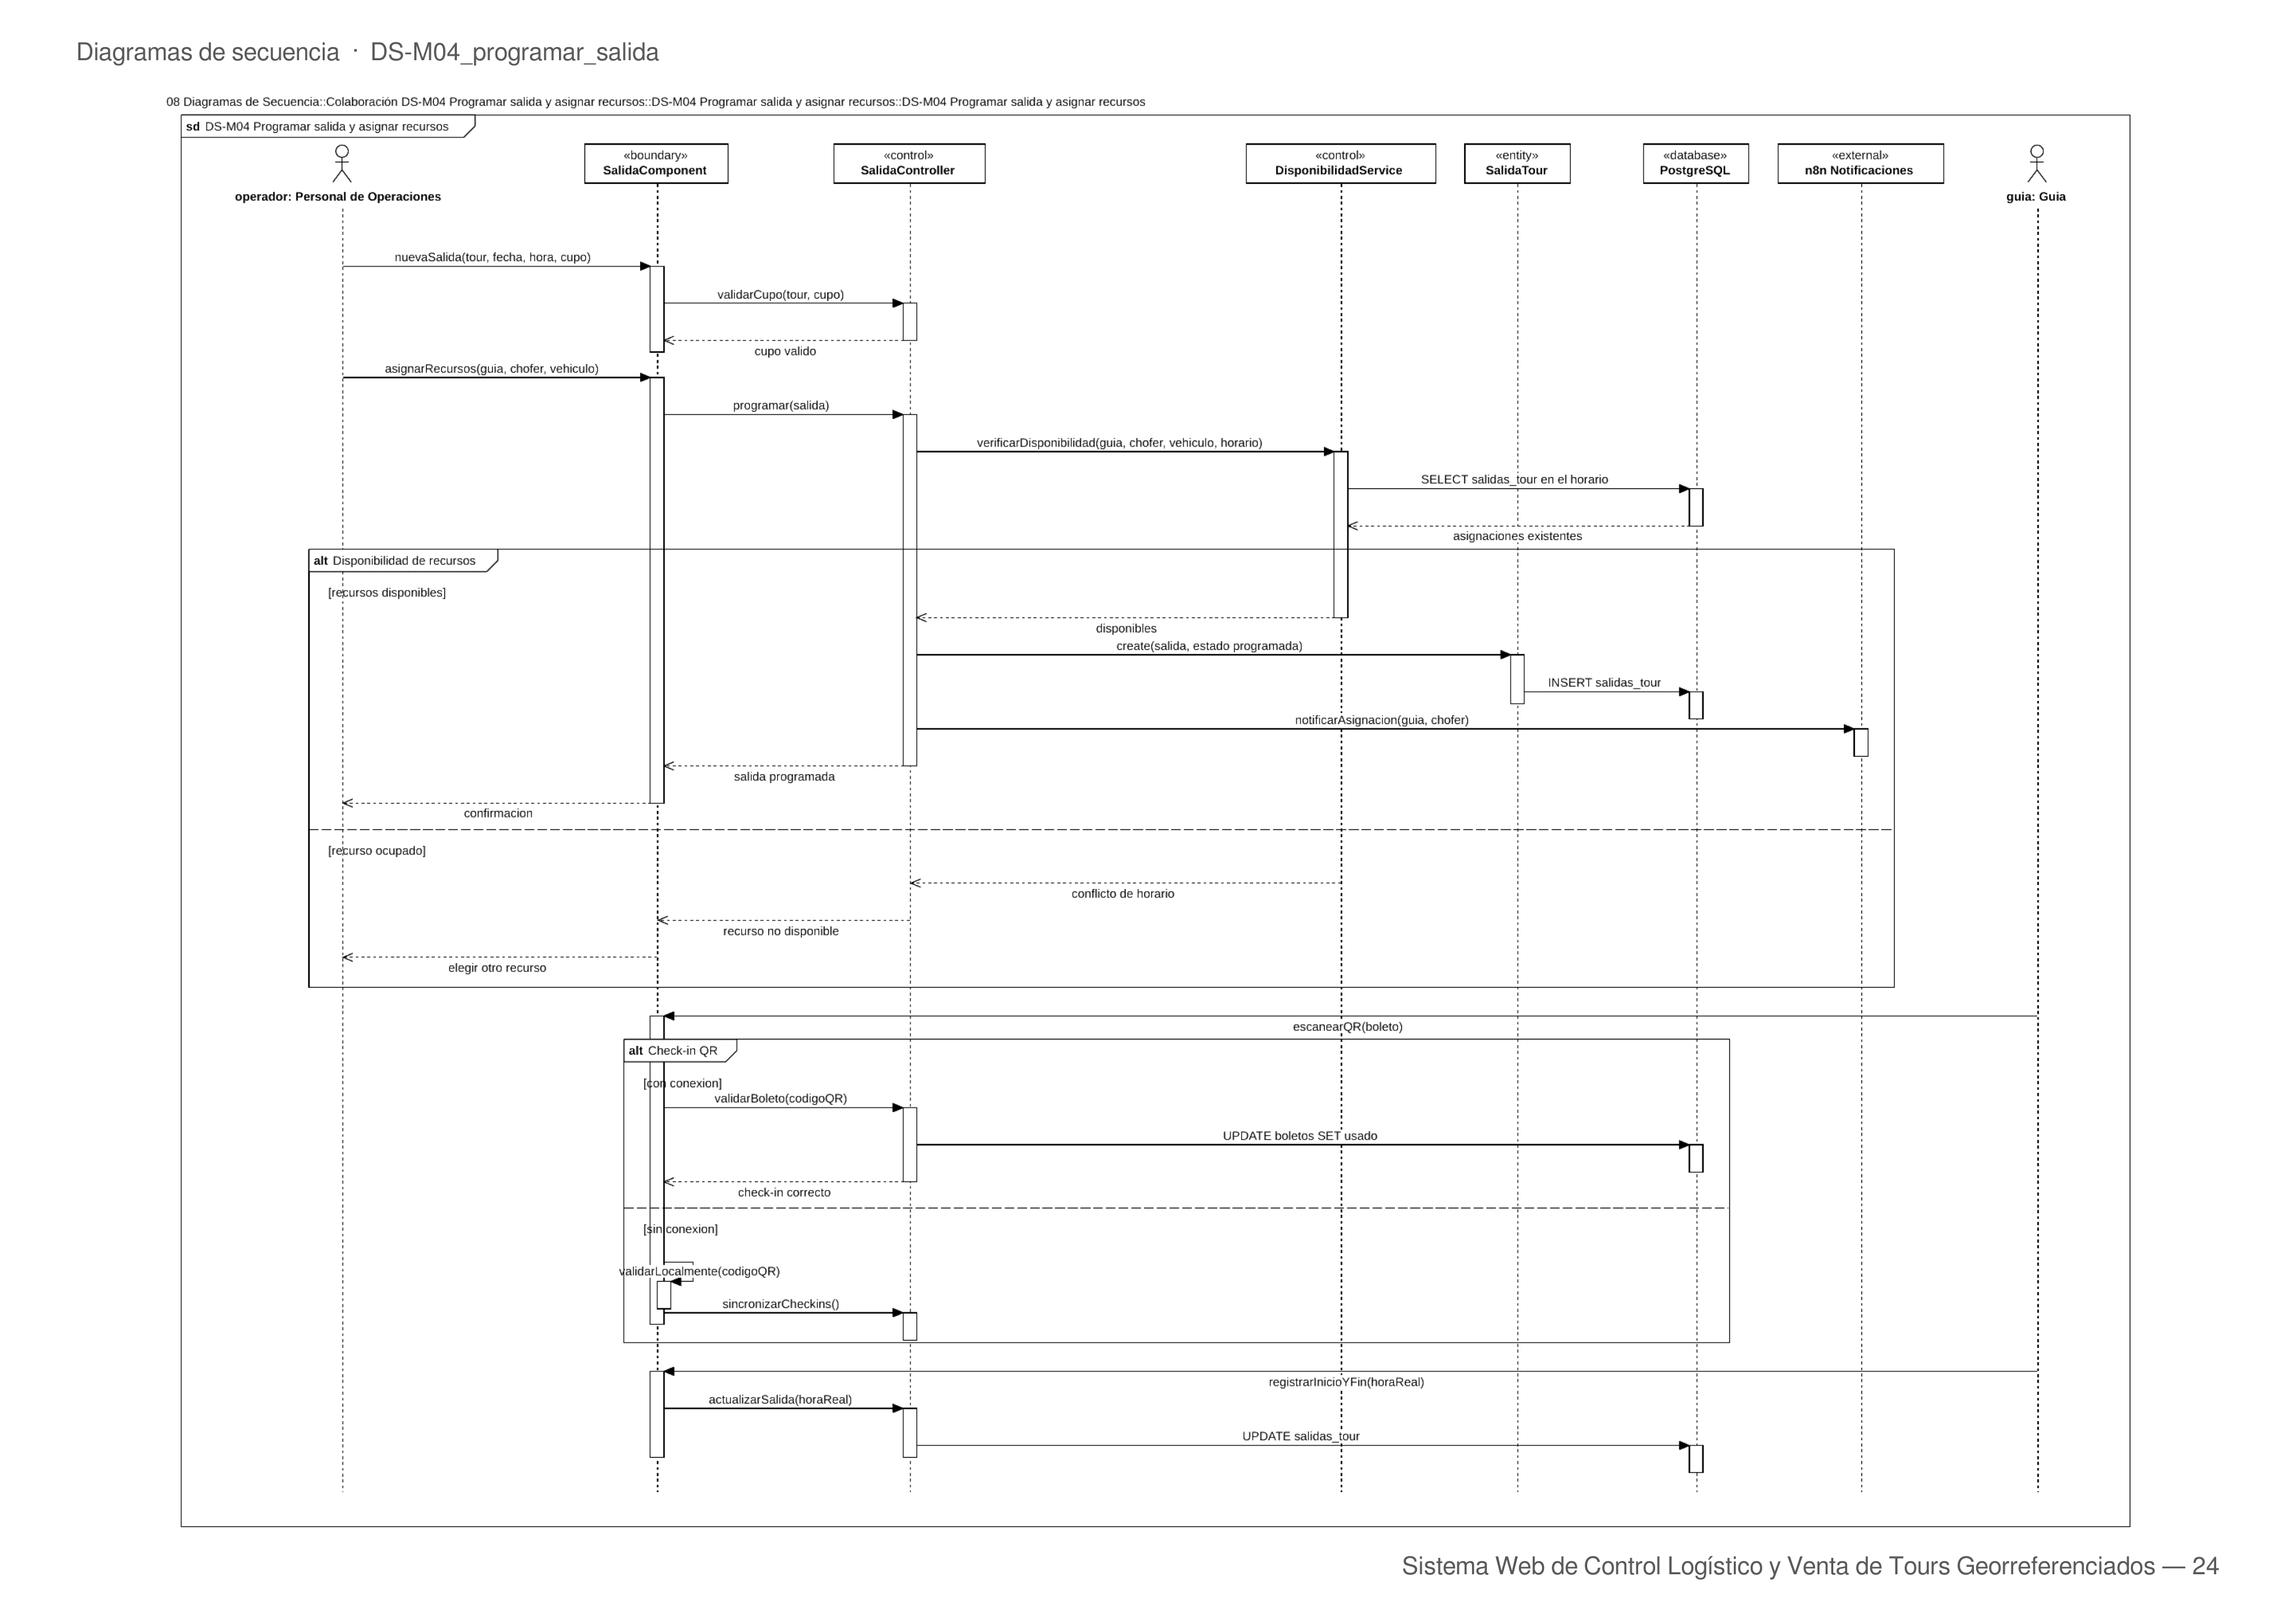 Diagramas de secuencia · DS-M04_programar_salida
08 Diagramas de Secuencia::Colaboración DS-M04 Programar salida y asignar recursos::DS-M04 Programar salida y asignar recursos::DS-M04 Programar salida y asignar recursos
sd DS-M04 Programar salida y asignar recursos
«boundary»
SalidaComponent
«control»
SalidaController
«control»
DisponibilidadService
«entity»
SalidaTour
«database»
PostgreSQL
«external»
n8n Notificaciones
operador: Personal de Operaciones
guia: Guia
nuevaSalida(tour, fecha, hora, cupo)
validarCupo(tour, cupo)
cupo valido
asignarRecursos(guia, chofer, vehiculo)
programar(salida)
verificarDisponibilidad(guia, chofer, vehiculo, horario)
SELECT salidas_tour en el horario
asignaciones existentes
alt Disponibilidad de recursos
[recursos disponibles]
disponibles
create(salida, estado programada)
INSERT salidas_tour
notificarAsignacion(guia, chofer)
salida programada
confirmacion
[recurso ocupado]
conflicto de horario
recurso no disponible
elegir otro recurso
escanearQR(boleto)
alt Check-in QR
[con conexion]
validarBoleto(codigoQR)
UPDATE boletos SET usado
check-in correcto
[sin conexion]
validarLocalmente(codigoQR)
sincronizarCheckins()
registrarInicioYFin(horaReal)
actualizarSalida(horaReal)
UPDATE salidas_tour
Sistema Web de Control Logístico y Venta de Tours Georreferenciados — 24